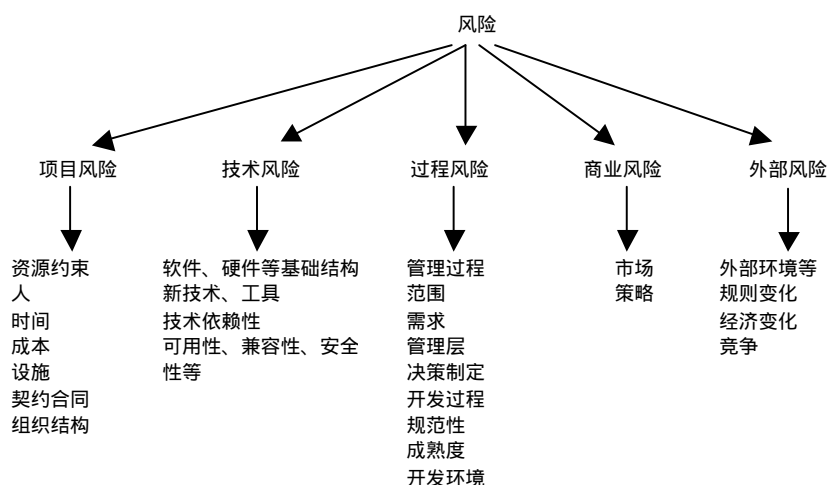 风险
项目风险
技术风险
过程风险
商业风险
外部风险
资源约束
人
时间
成本
设施
契约合同
组织结构
软件、硬件等基础结构
新技术、工具
技术依赖性
可用性、兼容性、安全
性等
管理过程
范围
需求
管理层
决策制定
开发过程
规范性
成熟度
开发环境
市场
策略
外部环境等
规则变化
经济变化
竞争